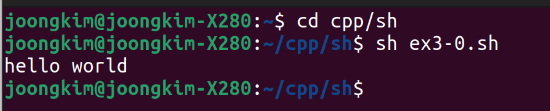 joongkim@joongkim-X280:~$ cd cpp/sh
joongkim@joongkim-X280:~/cpp/sh$ sh ex3-0.sh
hello world
joongkim@joongkim-X280:~/cpp/sh$